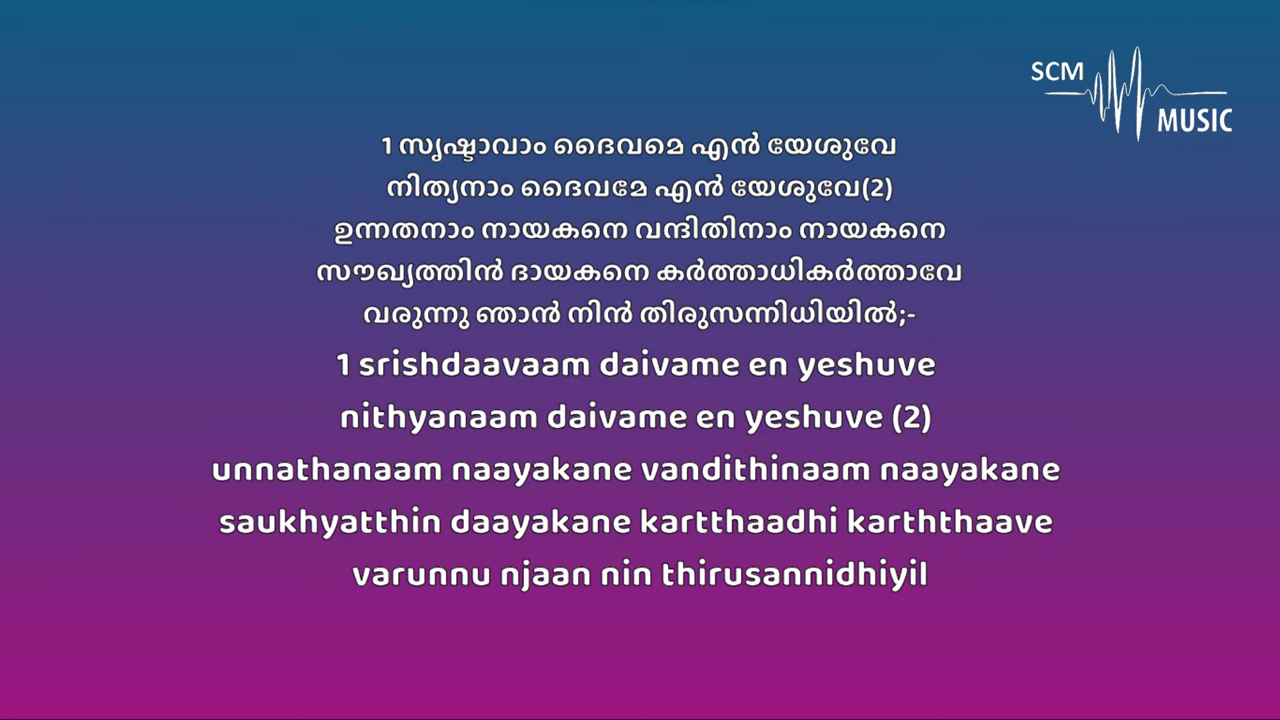 SCM
MUSIC
1 സൃഷ്ടാവാം ദൈവമെ എൻ യേശുവേ
നിത്യനാം ദൈവമേ എൻ യേശുവേ(2)
ഉന്നതനാം നായകനെ വന്ദിതിനാം നായകനെ
സൗഖ്യത്തിൻ ദായകനെ കർത്താധികർത്താവേ
വരുന്നു ഞാൻ നിൻ തിരുസന്നിധിയിൽ;-
1 srishdaavaam daivame en yeshuve
nithyanaam daivame en yeshuve (2)
unnathanaam naayakane vandithinaam naayakane
saukhyatthin daayakane kartthaadhi karththaave
varunnu njaan nin thirusannidhiyil